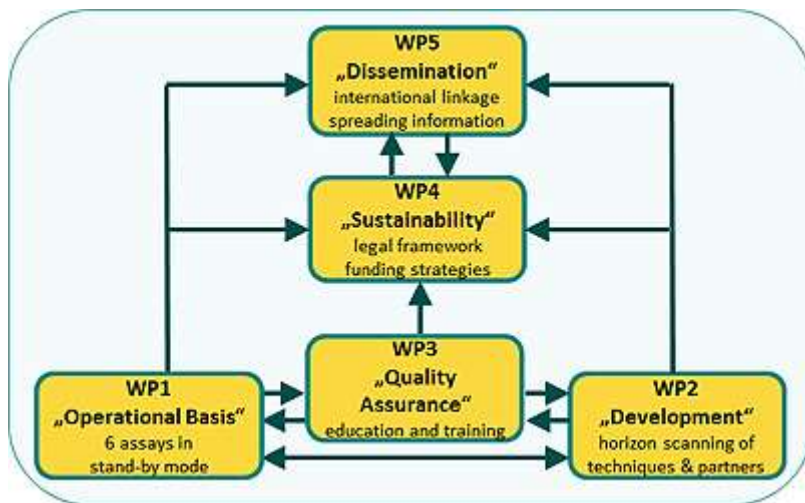 WP5
„Dissemination“
international linkage
spreading information
WP4
„Sustainability“
legal framework
funding strategies
WP3
„Quality
Assurance“
education and training
WP1
„Operational Basis“
6 assays in
stand-by mode
WP2
„Development“
horizon scanning of
techniques & partners